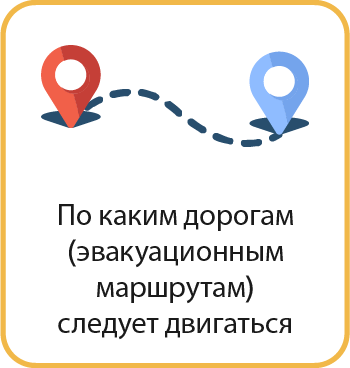 По каким дорогам
(эвакуационным
маршрутам)
следует двигаться